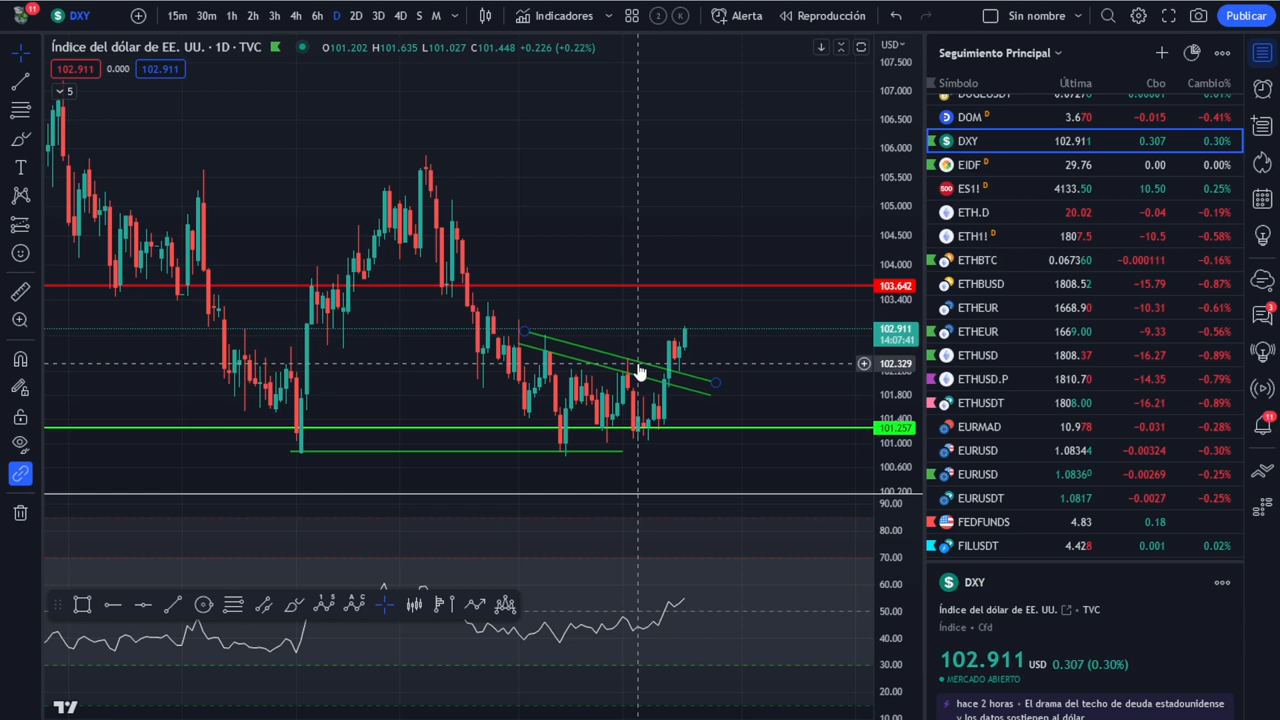 11
DXY
15m 30m 1h 2h 3h 4h 6h D 2D 3D 4D S M
Indicadores
2 K
Alerta
Reproducción
Sin nombre
Publicar
Índice del dólar de EE. UU. · 1D · TVC
O101.202 H101.635 L101.027 C101.448 +0.226 (+0.22%)
102.911 0.000 102.911
5
USD
107.500
107.000
106.500
106.000
105.500
105.000
104.500
104.000
103.642
103.400
102.911
14:07:41
102.329
101.800
101.400
101.257
101.000
100.600
100.200
90.00
80.00
70.00
60.00
50.00
40.00
30.00
20.00
10.00
Seguimiento Principal
Símbolo Última Cbo Cambio%
DOM D 3.670 −0.015 −0.41%
DXY 102.911 0.307 0.30%
EIDF D 29.76 0.00 0.00%
ES1! D 4133.50 10.50 0.25%
ETH.D 20.02 −0.04 −0.19%
ETH1! D 1807.5 −10.5 −0.58%
ETHBTC 0.067360 −0.000111 −0.16%
ETHBUSD 1808.52 −15.79 −0.87%
ETHEUR 1668.90 −10.31 −0.61%
ETHEUR 1669.00 −9.33 −0.56%
ETHUSD 1808.37 −16.27 −0.89%
ETHUSD.P 1810.70 −14.35 −0.79%
ETHUSDT 1808.00 −16.21 −0.89%
EURMAD 10.978 −0.031 −0.28%
EURUSD 1.08344 −0.00324 −0.30%
EURUSD 1.08360 −0.00269 −0.25%
EURUSDT 1.0817 −0.0027 −0.25%
FEDFUNDS 4.83 0.18
FILUSDT 4.428 0.001 0.02%
DXY
Índice del dólar de EE. UU. • TVC
Índice • Cfd
102.911 USD 0.307 (0.30%)
MERCADO ABIERTO
hace 2 horas • El drama del techo de deuda estadounidense
y los datos sostienen al dólar
3
11